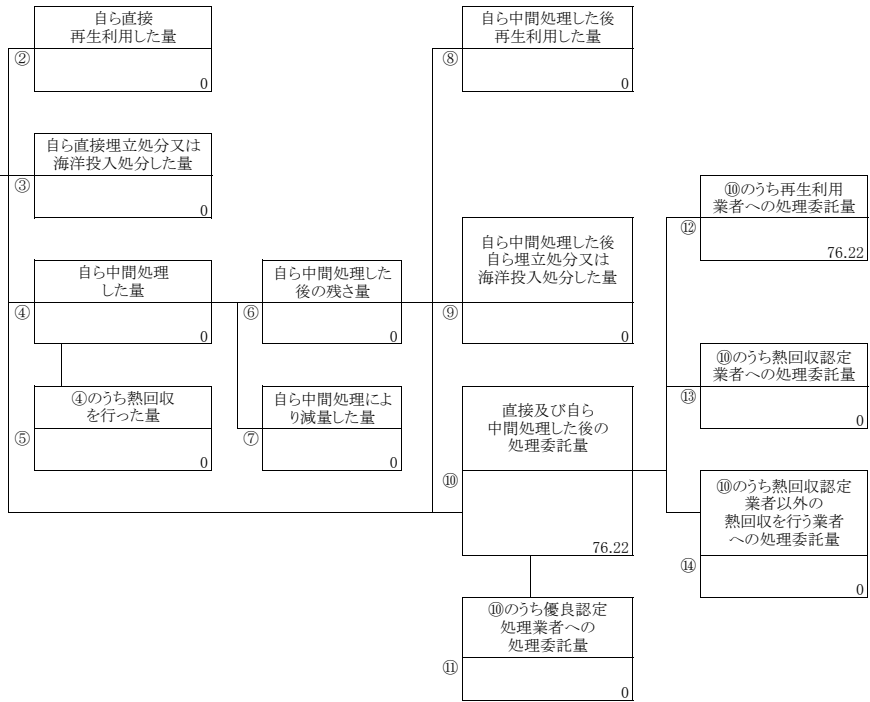 自ら直接
再生利用した量
②
0
自ら中間処理した後
再生利用した量
⑧
0
自ら直接埋立処分又は
海洋投入処分した量
③
0
⑩のうち再生利用
業者への処理委託量
⑫
76.22
自ら中間処理
した量
④
0
自ら中間処理した
後の残さ量
⑥
0
自ら中間処理した後
自ら埋立処分又は
海洋投入処分した量
⑨
0
⑩のうち熱回収認定
業者への処理委託量
⑬
0
④のうち熱回収
を行った量
⑤
0
自ら中間処理によ
り減量した量
⑦
0
直接及び自ら
中間処理した後の
処理委託量
⑩
76.22
⑩のうち熱回収認定
業者以外の
熱回収を行う業者
への処理委託量
⑭
0
⑩のうち優良認定
処理業者への
処理委託量
⑪
0